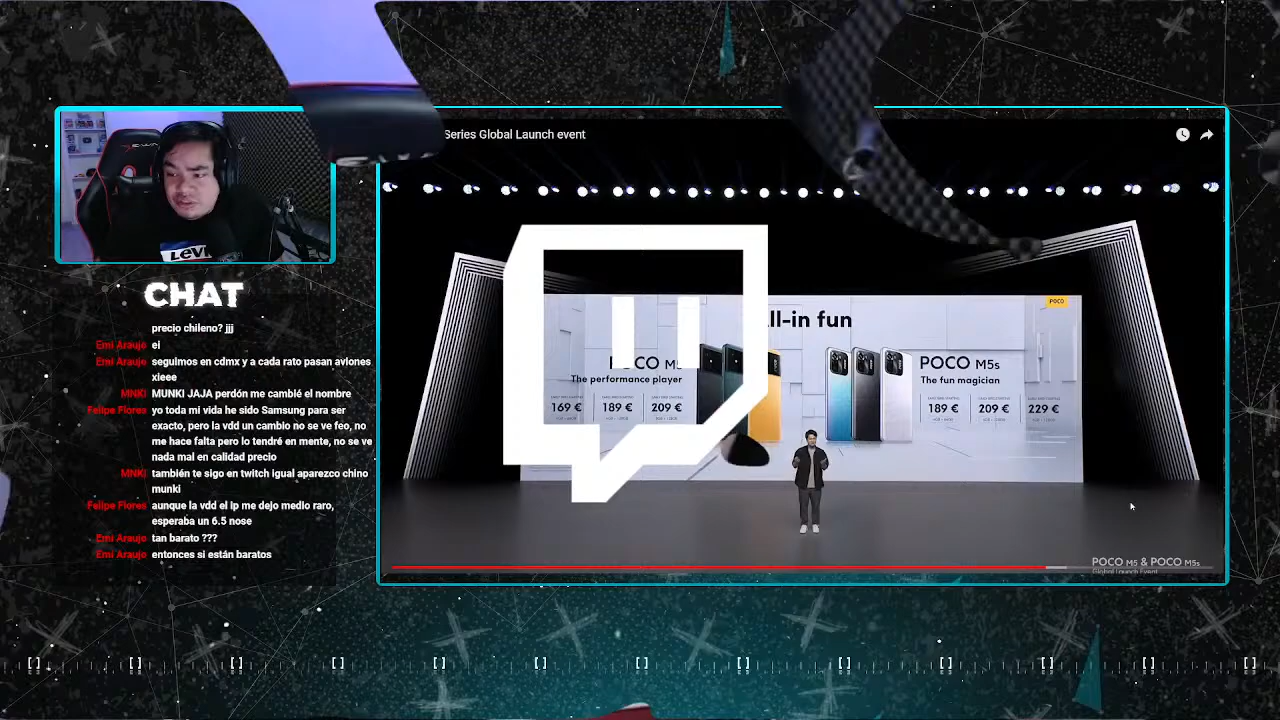 Series Global Launch event
LEVI
CHAT
precio chileno? jjj
Emi Araujo ei
Emi Araujo seguimos en cdmx y a cada rato pasan aviones
xieee
MNKI MUNKI JAJA perdón me cambié el nombre
Felipe Flores yo toda mi vida he sido Samsung para ser
exacto, pero la vdd un cambio no se ve feo, no
me hace falta pero lo tendré en mente, no se ve
nada mal en calidad precio
MNKI también te sigo en twitch igual aparezco chino
munki
Felipe Flores aunque la vdd el ip me dejo medio raro,
esperaba un 6.5 nose
Emi Araujo tan barato ???
Emi Araujo entonces si están baratos
POCO
ll-in fun
POCO M5
The performance player
169 €
189 €
209 €
POCO M5s
The fun magician
189 €
209 €
229 €
POCO M5 & POCO M5s
Global Launch Event